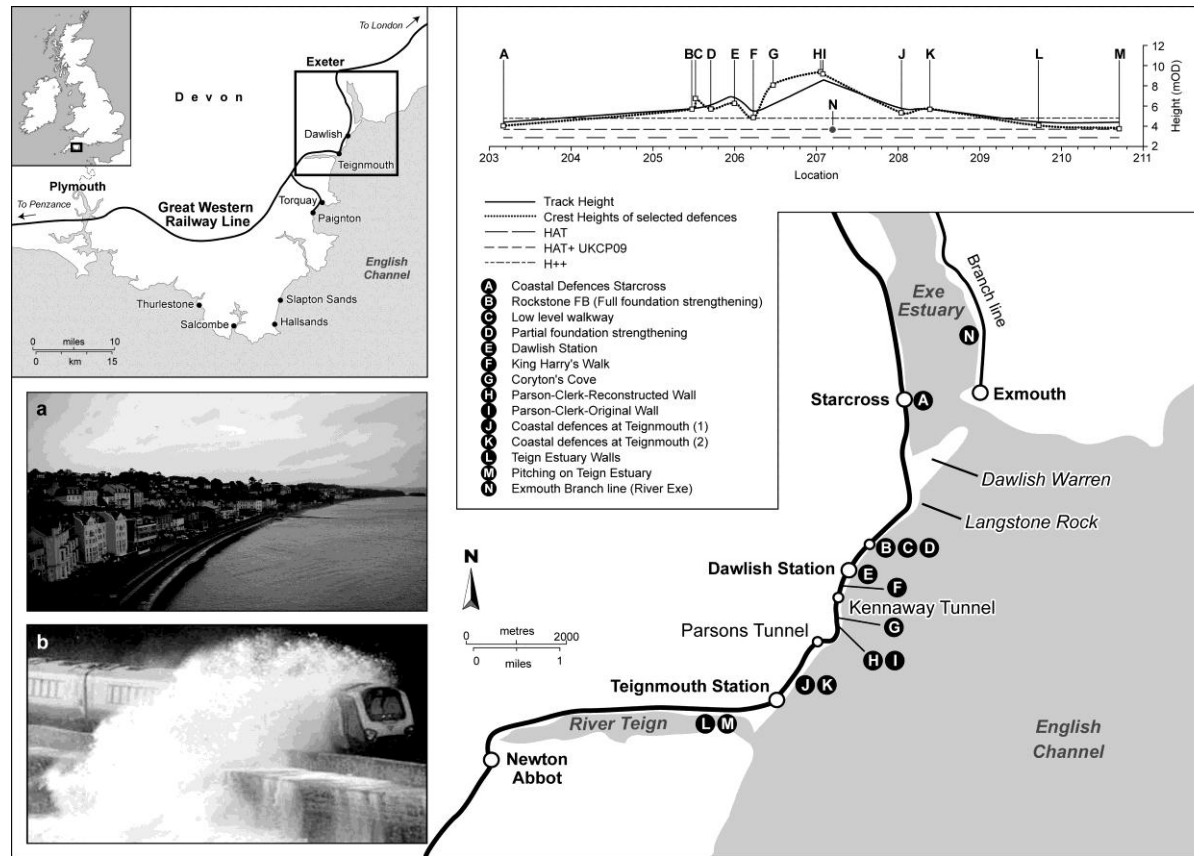 To London
Exeter
Devon
Dawlish
Teignmouth
Plymouth
To Penzance
Great Western
Railway Line
Torquay
Paignton
English
Channel
Thurlestone
Slapton Sands
Salcombe
Hallsands
0 miles 10
0 km 15
a
b
A B C D E F G H I J K L M
N
12
10
8
6
4
2
Height (mOD)
203 204 205 206 207 208 209 210 211
Location
Track Height
Crest Heights of selected defences
HAT
HAT+ UKCP09
H++
A Coastal Defences Starcross
B Rockstone FB (Full foundation strengthening)
C Low level walkway
D Partial foundation strengthening
E Dawlish Station
F King Harry's Walk
G Coryton's Cove
H Parson-Clerk-Reconstructed Wall
I Parson-Clerk-Original Wall
J Coastal defences at Teignmouth (1)
K Coastal defences at Teignmouth (2)
L Teign Estuary Walls
M Pitching on Teign Estuary
N Exmouth Branch line (River Exe)
Branch line
Exe
Estuary
N
Starcross
A
Exmouth
Dawlish Warren
Langstone Rock
N
B C D
Dawlish Station
E
F
Kennaway Tunnel
G
0 metres 2000
0 miles 1
Parsons Tunnel
H I
Teignmouth Station
J K
River Teign
L M
English
Channel
Newton
Abbot